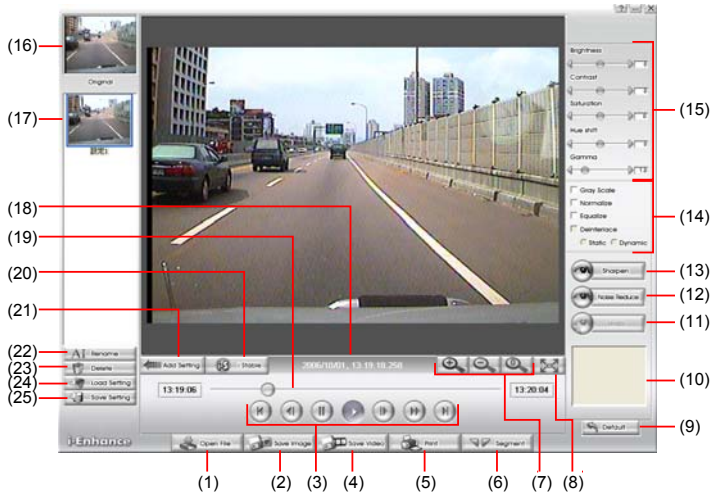 (16)
Original
(17)
(18)
(19)
(20)
(21)
(22)
(23)
(24)
(25)
AI Rename
Delete
Load Setting
Save Setting
Add Setting
Stable
2006/10/01, 13:19:18.258
13:19:06
13:20:04
i-Enhance
Open File
Save Image
Save Video
Print
Segment
(1)
(2)
(3)
(4)
(5)
(6)
(7)
(8)
Brightness
Contrast
Saturation
Hue shift
Gamma
(15)
Gray Scale
Normalize
Equalize
Deinterlace
Static
Dynamic
(14)
Sharpen
(13)
Noise Reduce
(12)
(11)
(10)
Default
(9)